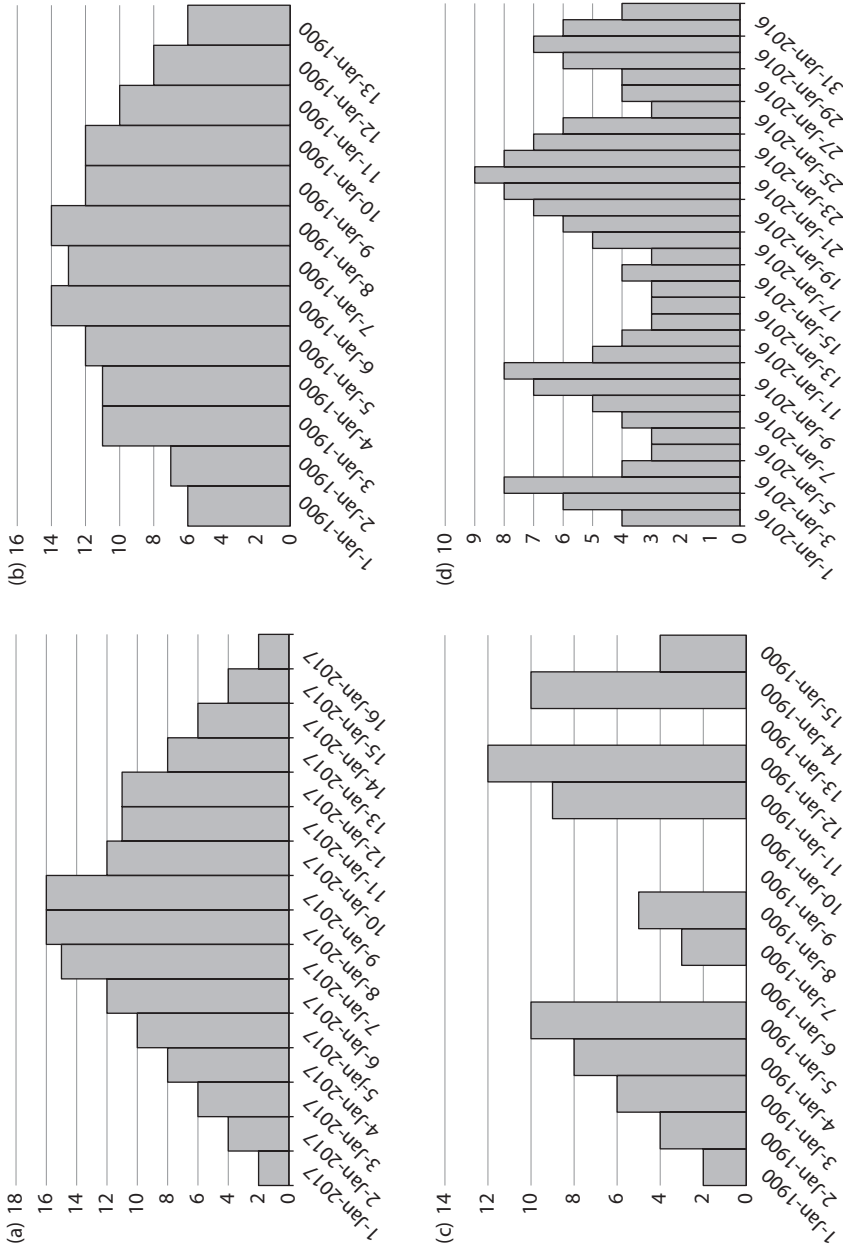 (a)
18
16
14
12
10
8
6
4
2
0
1-Jan-2017
2-Jan-2017
3-Jan-2017
4-Jan-2017
5-jan-2017
6-Jan-2017
7-Jan-2017
8-Jan-2017
9-Jan-2017
10-Jan-2017
11-Jan-2017
12-Jan-2017
13-Jan-2017
14-Jan-2017
15-Jan-2017
16-Jan-2017
(b)
16
14
12
10
8
6
4
2
0
1-Jan-1900
2-Jan-1900
3-Jan-1900
4-Jan-1900
5-Jan-1900
6-Jan-1900
7-Jan-1900
8-Jan-1900
9-Jan-1900
10-Jan-1900
11-Jan-1900
12-Jan-1900
13-Jan-1900
(c)
14
12
10
8
6
4
2
0
1-Jan-1900
2-Jan-1900
3-Jan-1900
4-Jan-1900
5-Jan-1900
6-Jan-1900
7-Jan-1900
8-Jan-1900
9-Jan-1900
10-Jan-1900
11-Jan-1900
12-Jan-1900
13-Jan-1900
14-Jan-1900
15-Jan-1900
(d)
10
9
8
7
6
5
4
3
2
1
0
1-Jan-2016
3-Jan-2016
5-Jan-2016
7-Jan-2016
9-Jan-2016
11-Jan-2016
13-Jan-2016
15-Jan-2016
17-Jan-2016
19-Jan-2016
21-Jan-2016
23-Jan-2016
25-Jan-2016
27-Jan-2016
29-Jan-2016
31-Jan-2016